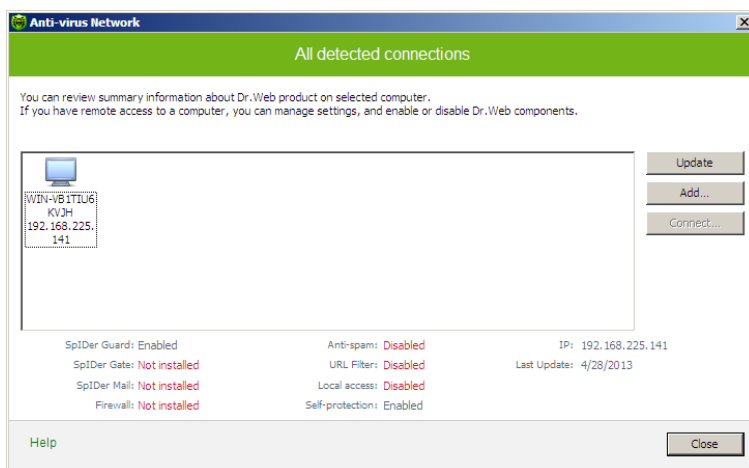 Anti-virus Network
All detected connections
You can review summary information about Dr.Web product on selected computer.
If you have remote access to a computer, you can manage settings, and enable or disable Dr.Web components.
WIN-VB1TIU6
KVJH
192.168.225.
141
Update
Add...
Connect...
SpIDer Guard: Enabled
Anti-spam: Disabled
IP: 192.168.225.141
SpIDer Gate: Not installed
URL Filter: Disabled
Last Update: 4/28/2013
SpIDer Mail: Not installed
Local access: Disabled
Firewall: Not installed
Self-protection: Enabled
Help
Close